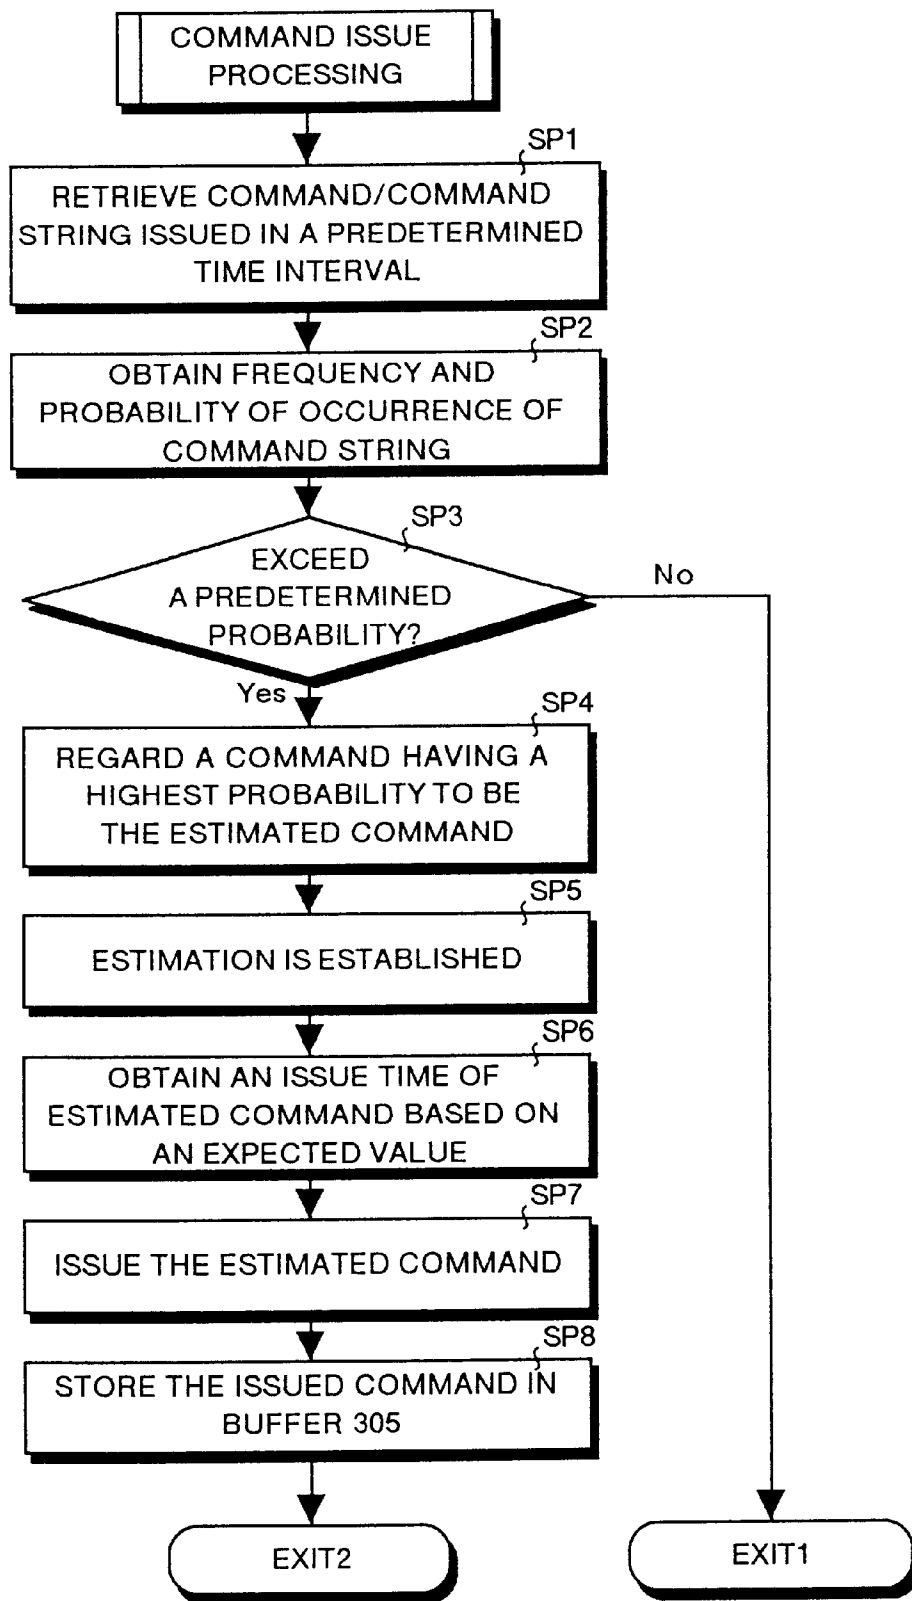 COMMAND ISSUE
PROCESSING
SP1
RETRIEVE COMMAND/COMMAND
STRING ISSUED IN A PREDETERMINED
TIME INTERVAL
SP2
OBTAIN FREQUENCY AND
PROBABILITY OF OCCURRENCE OF
COMMAND STRING
SP3
EXCEED
A PREDETERMINED
PROBABILITY?
No
Yes
SP4
REGARD A COMMAND HAVING A
HIGHEST PROBABILITY TO BE
THE ESTIMATED COMMAND
SP5
ESTIMATION IS ESTABLISHED
SP6
OBTAIN AN ISSUE TIME OF
ESTIMATED COMMAND BASED ON
AN EXPECTED VALUE
SP7
ISSUE THE ESTIMATED COMMAND
SP8
STORE THE ISSUED COMMAND IN
BUFFER 305
EXIT2
EXIT1